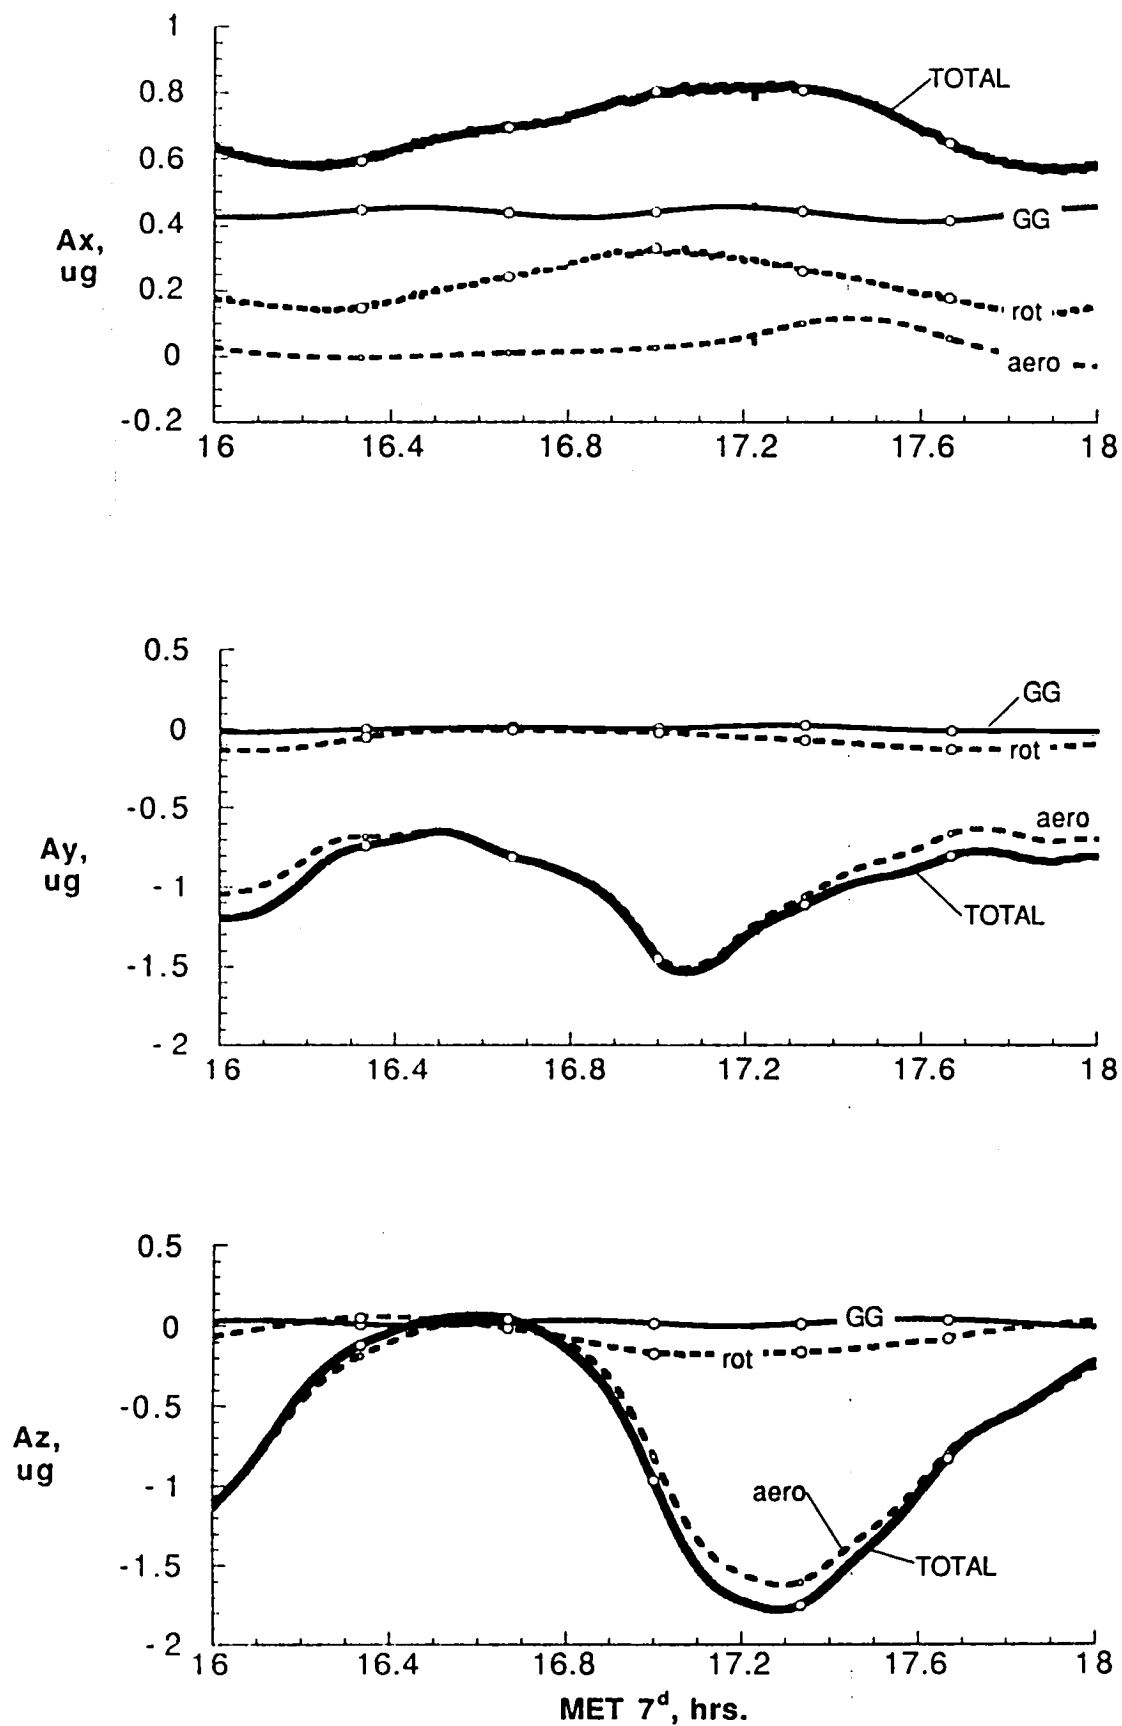 1
0.8
TOTAL
0.6
0.4
GG
Ax,
ug
0.2
rot
0
aero
-0.2
16 16.4 16.8 17.2 17.6 18
0.5
GG
0
rot
-0.5
aero
Ay,
ug
-1
TOTAL
-1.5
-2
16 16.4 16.8 17.2 17.6 18
0.5
GG
0
rot
-0.5
Az,
ug
-1
aero
-1.5
TOTAL
-2
16 16.4 16.8 17.2 17.6 18
MET 7d, hrs.